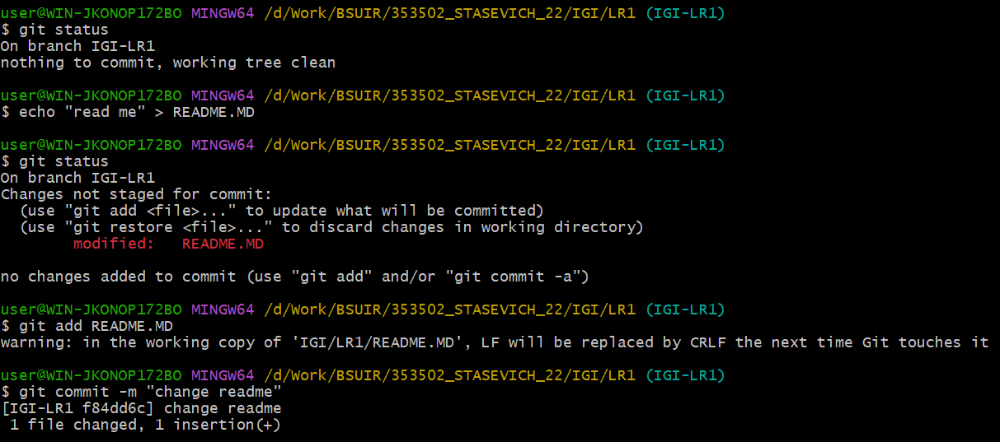 user@WIN-JKONOP172BO MINGW64 /d/Work/BSUIR/353502_STASEVICH_22/IGI/LR1 (IGI-LR1)
$ git status
On branch IGI-LR1
nothing to commit, working tree clean
user@WIN-JKONOP172BO MINGW64 /d/Work/BSUIR/353502_STASEVICH_22/IGI/LR1 (IGI-LR1)
$ echo "read me" > README.MD
user@WIN-JKONOP172BO MINGW64 /d/Work/BSUIR/353502_STASEVICH_22/IGI/LR1 (IGI-LR1)
$ git status
On branch IGI-LR1
Changes not staged for commit:
  (use "git add <file>..." to update what will be committed)
  (use "git restore <file>..." to discard changes in working directory)
        modified:   README.MD
no changes added to commit (use "git add" and/or "git commit -a")
user@WIN-JKONOP172BO MINGW64 /d/Work/BSUIR/353502_STASEVICH_22/IGI/LR1 (IGI-LR1)
$ git add README.MD
warning: in the working copy of 'IGI/LR1/README.MD', LF will be replaced by CRLF the next time Git touches it
user@WIN-JKONOP172BO MINGW64 /d/Work/BSUIR/353502_STASEVICH_22/IGI/LR1 (IGI-LR1)
$ git commit -m "change readme"
[IGI-LR1 f84dd6c] change readme
 1 file changed, 1 insertion(+)